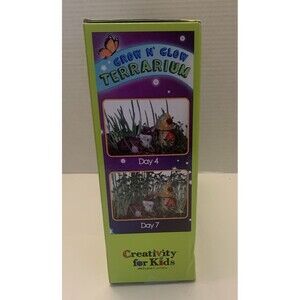 GROW N' GLOW
TERRARIUM
Day 4
Day 7
Creativity
for Kids